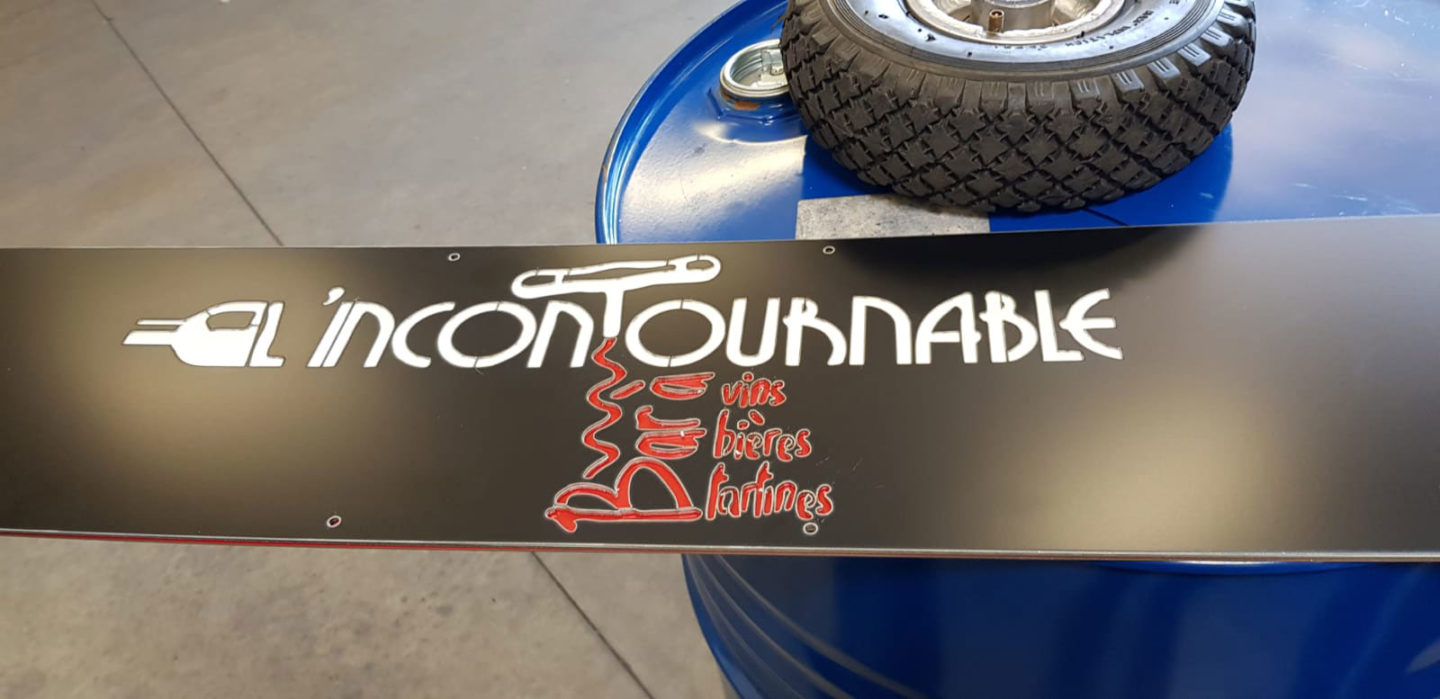 L'INCONTOURNABLE
Bar à
vins
bières
tartines